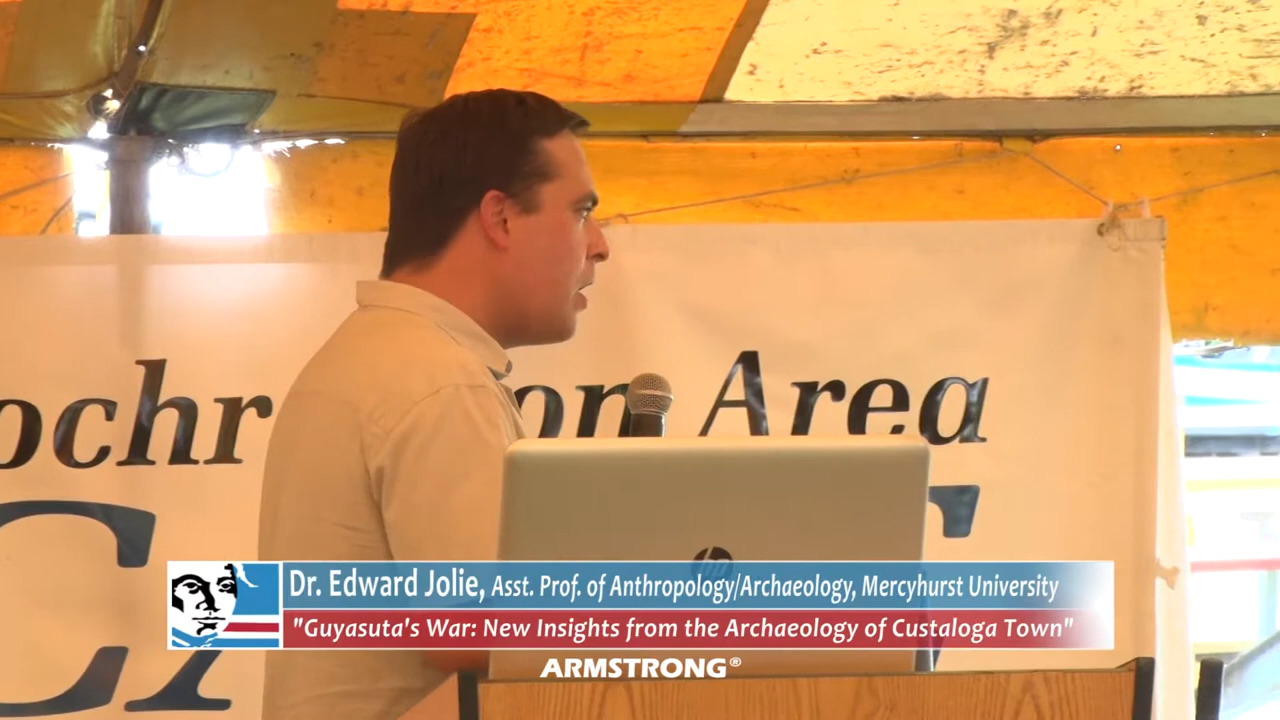 ochr on Area
hp
Dr. Edward Jolie, Asst. Prof. of Anthropology/Archaeology, Mercyhurst University
"Guyasuta's War: New Insights from the Archaeology of Custaloga Town"
ARMSTRONG®